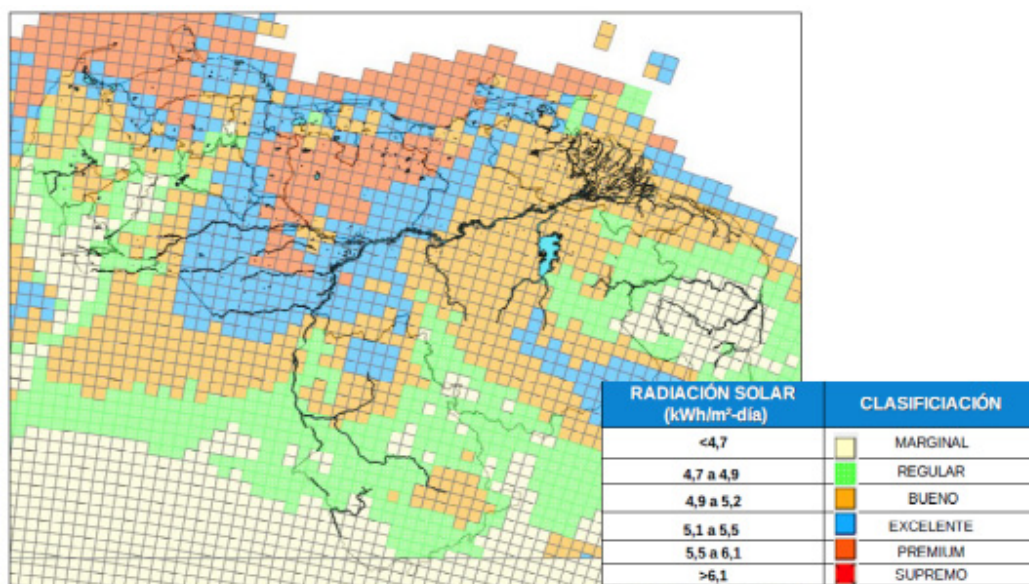 RADIACIÓN SOLAR
(kWh/m²-día)
CLASIFICIACIÓN
<4,7
MARGINAL
4,7 a 4,9
REGULAR
4,9 a 5,2
BUENO
5,1 a 5,5
EXCELENTE
5,5 a 6,1
PREMIUM
>6,1
SUPREMO